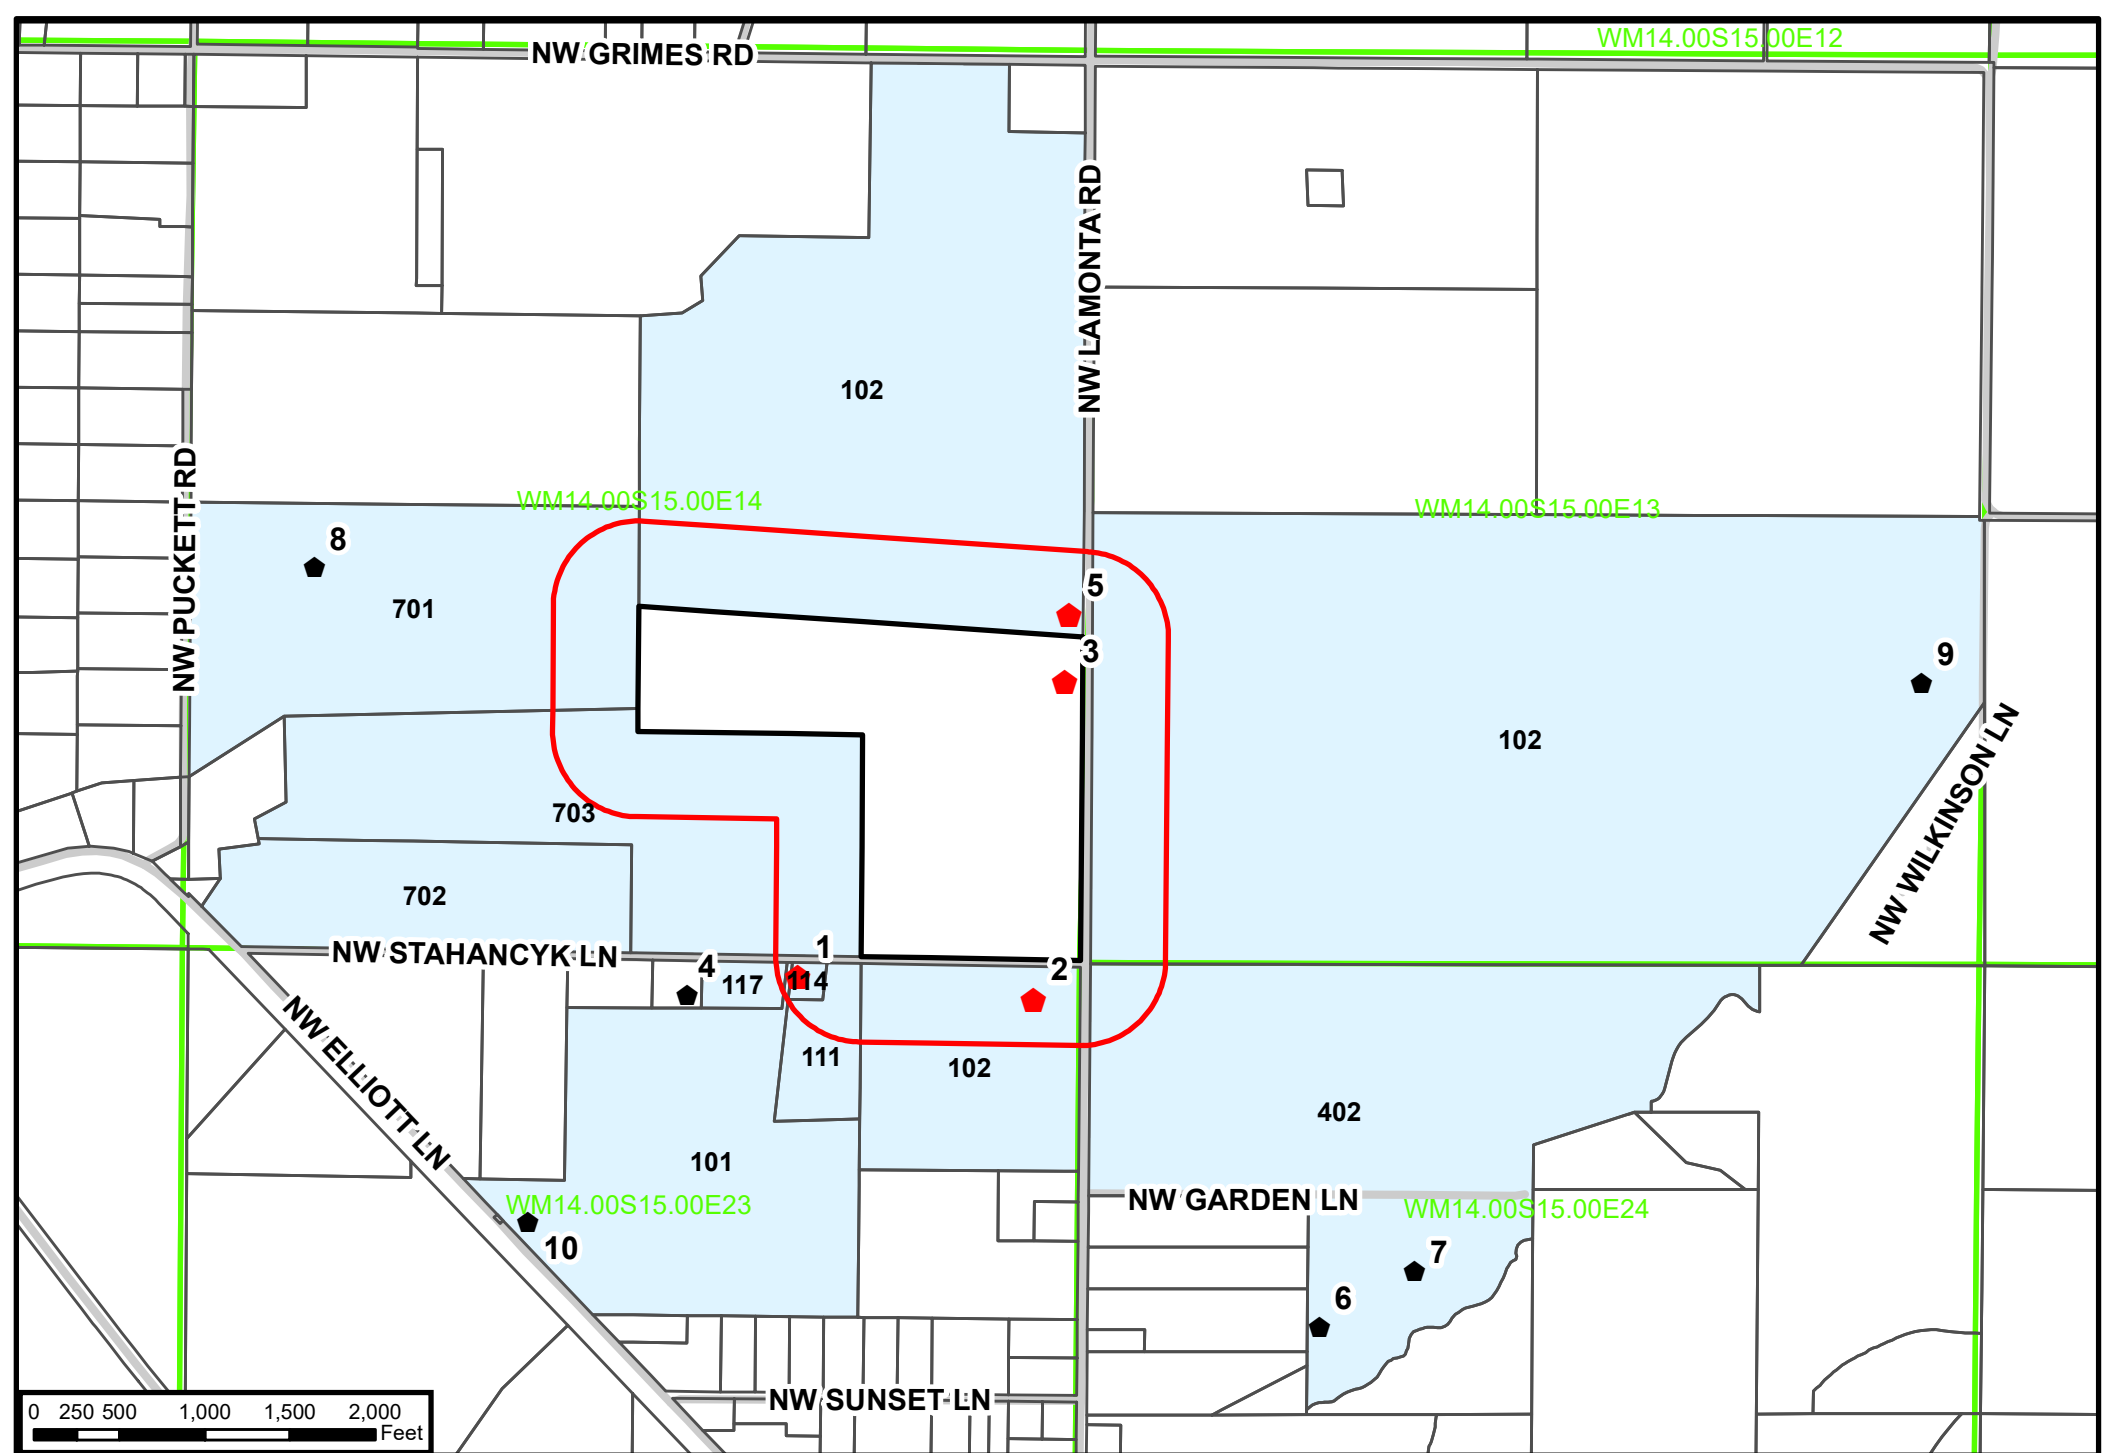 WM14.00S15.00E12
NW GRIMES RD
NW LAMONTA RD
102
NW PUCKETT RD
WM14.00S15.00E14
WM14.00S15.00E13
8
5
701
3
9
102
NW WILKINSON LN
703
702
NW STAHANCYK LN
1
4
2
117
114
NW ELLIOTT LN
111
102
402
101
NW GARDEN LN
WM14.00S15.00E23
WM14.00S15.00E24
10
7
6
NW SUNSET LN
0 250 500 1,000 1,500 2,000
Feet